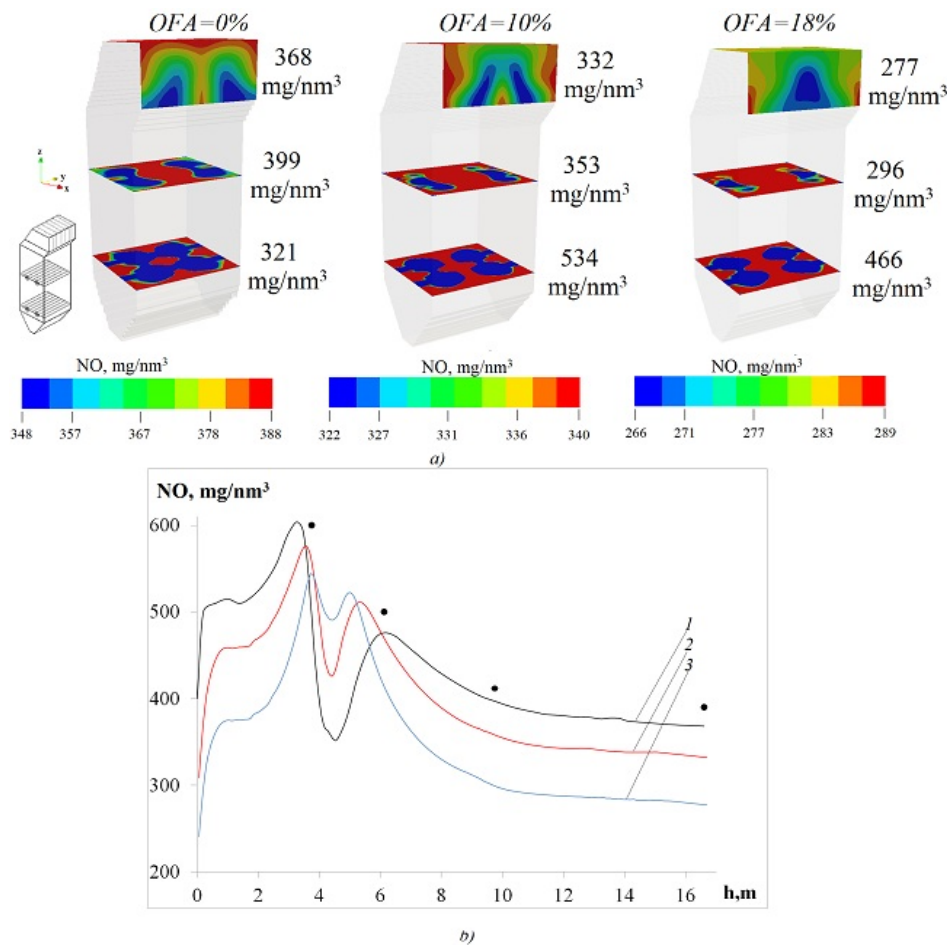 a) OFA=0% OFA=10% OFA=18%
368 mg/nm³
332 mg/nm³
277 mg/nm³
399 mg/nm³
353 mg/nm³
296 mg/nm³
z
y
x
321 mg/nm³
534 mg/nm³
466 mg/nm³
NO, mg/nm³ NO, mg/nm³ NO, mg/nm³
348 357 367 378 388
322 327 331 336 340
266 271 277 283 289
a)
NO, mg/nm³
600
500
400
300
200
1
2
3
0 2 4 6 8 10 12 14 16 h,m
b)